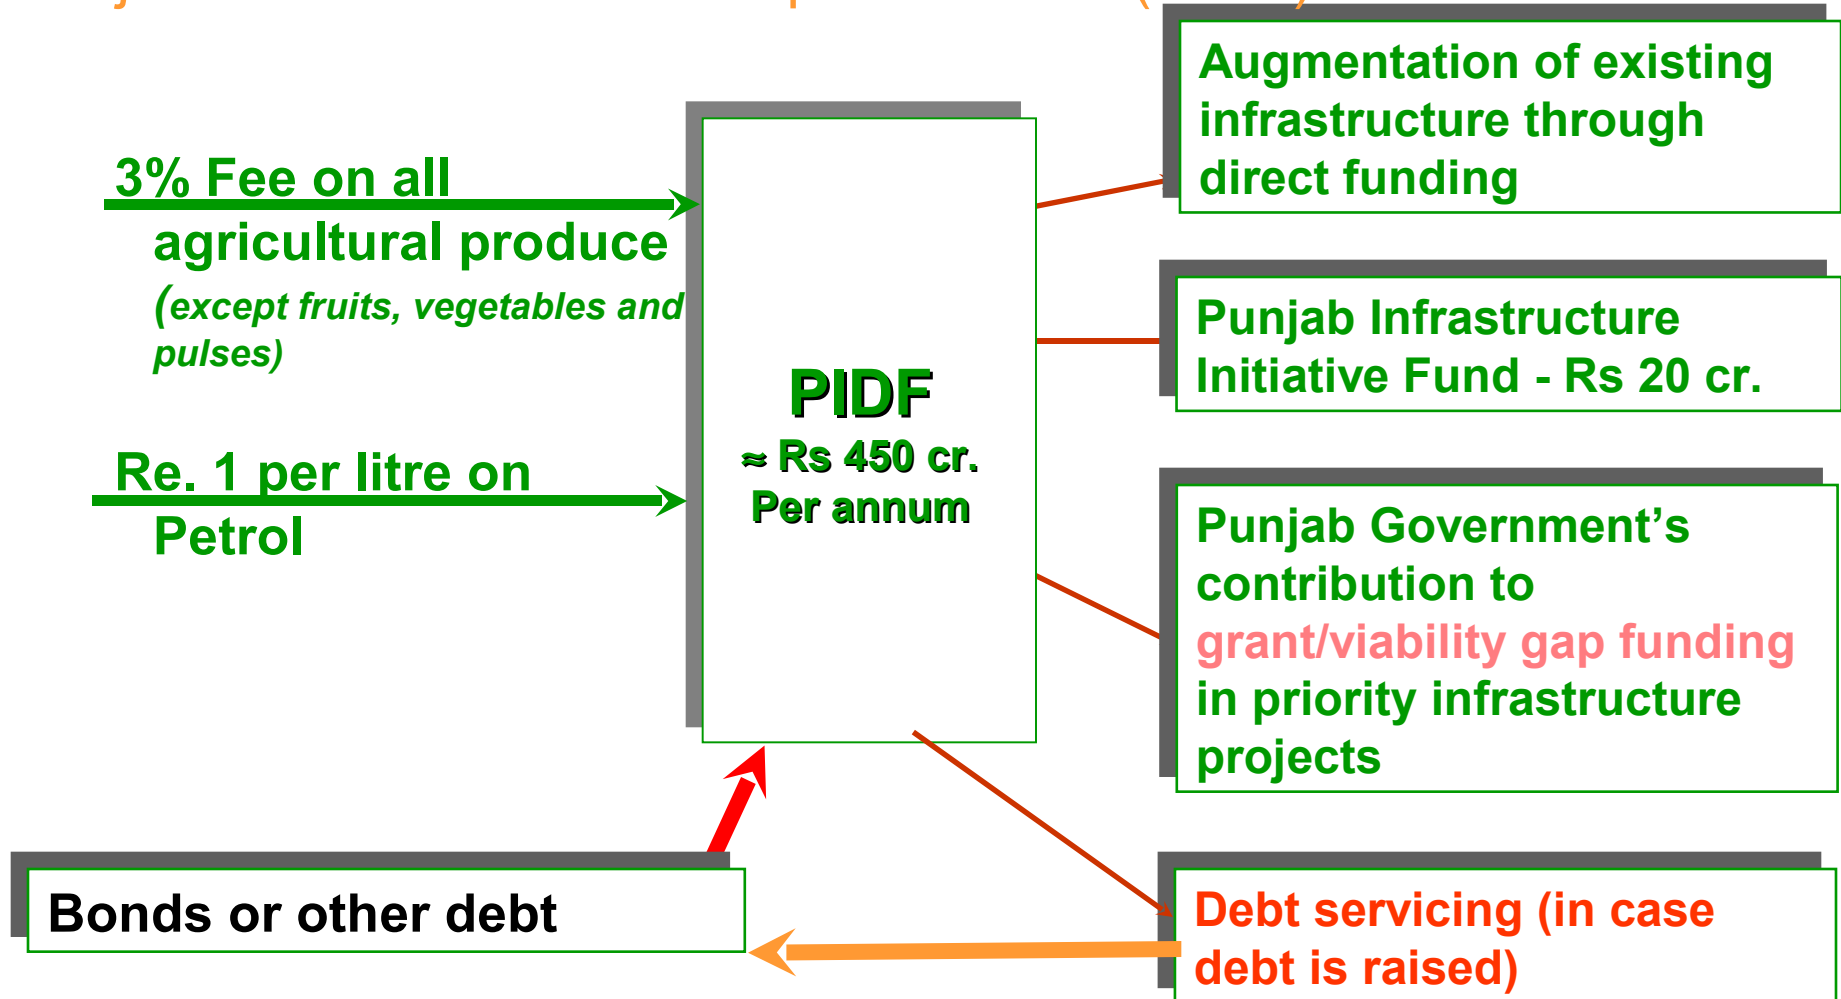 3% Fee on all
agricultural produce
(except fruits, vegetables and
pulses)
Re. 1 per litre on
Petrol
PIDF
≈ Rs 450 cr.
Per annum
Augmentation of existing
infrastructure through
direct funding
Punjab Infrastructure
Initiative Fund - Rs 20 cr.
Punjab Government’s
contribution to
grant/viability gap funding
in priority infrastructure
projects
Bonds or other debt
Debt servicing (in case
debt is raised)